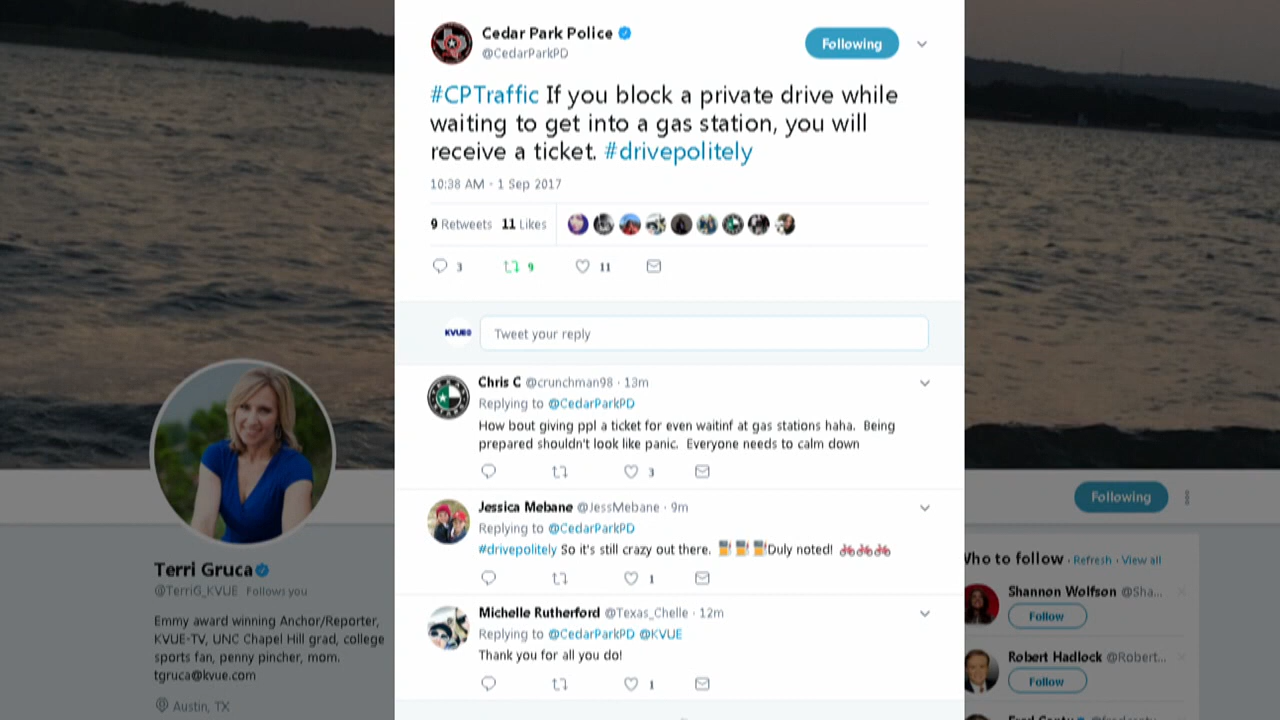 Cedar Park Police
@CedarParkPD
Following
#CPTraffic If you block a private drive while
waiting to get into a gas station, you will
receive a ticket. #drivepolitely
10:38 AM · 1 Sep 2017
9 Retweets 11 Likes
3 9 11
KVUE
Tweet your reply
Chris C @crunchman98 · 13m
Replying to @CedarParkPD
How bout giving ppl a ticket for even waitinf at gas stations haha. Being
prepared shouldn't look like panic. Everyone needs to calm down
3
Jessica Mebane @JessMebane · 9m
Replying to @CedarParkPD
#drivepolitely So it's still crazy out there. Duly noted!
1
Michelle Rutherford @Texas_Chelle · 12m
Replying to @CedarParkPD @KVUE
Thank you for all you do!
1
Terri Gruca
@TerriG_KVUE Follows you
Emmy award winning Anchor/Reporter,
KVUE-TV, UNC Chapel Hill grad, college
sports fan, penny pincher, mom.
tgruca@kvue.com
Austin, TX
Following
Who to follow · Refresh · View all
Shannon Wolfson @Sha...
Follow
Robert Hadlock @Robert...
Follow